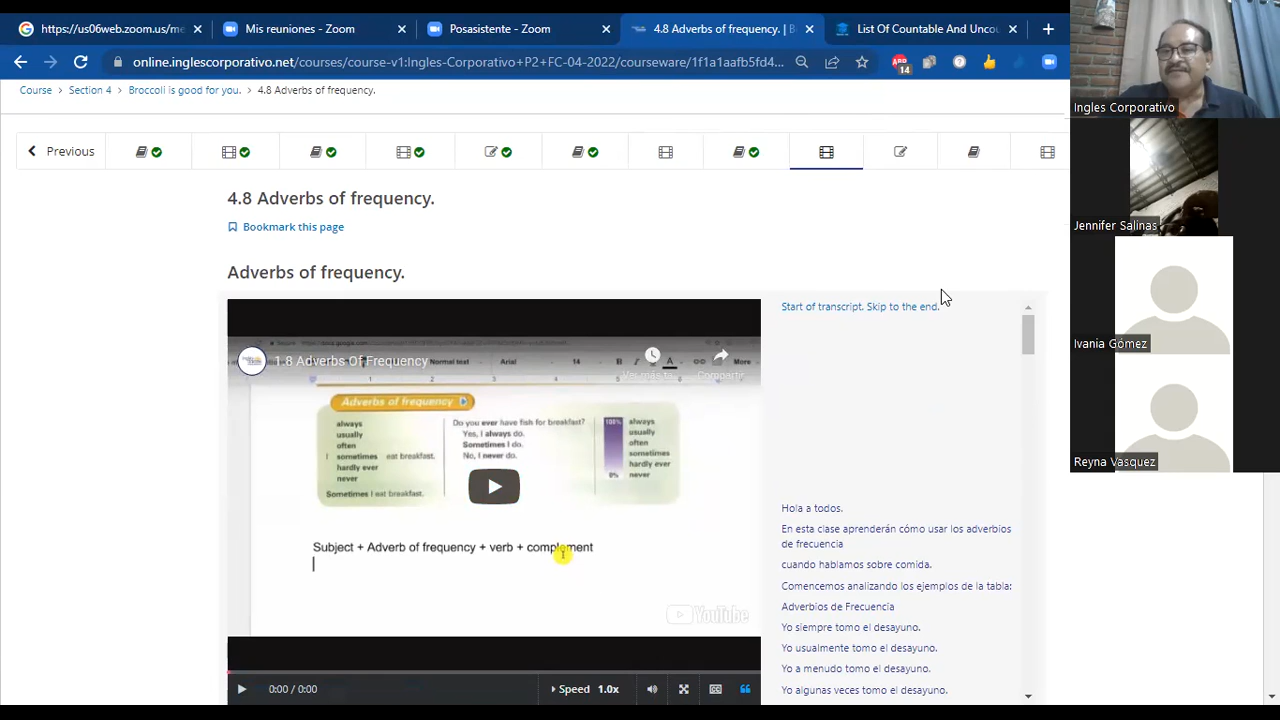 https://us06web.zoom.us/me
Mis reuniones - Zoom
Posasistente - Zoom
4.8 Adverbs of frequency. | B
List Of Countable And Uncou
online.inglescorporativo.net/courses/course-v1:Ingles-Corporativo+P2+FC-04-2022/courseware/1f1a1aafb5fd4...
14
Ingles Corporativo
Jennifer Salinas
Ivania Gómez
Reyna Vasquez
Course > Section 4 > Broccoli is good for you. > 4.8 Adverbs of frequency.
Previous
4.8 Adverbs of frequency.
Bookmark this page
Adverbs of frequency.
1.8 Adverbs Of Frequency
Normal text
Arial
14
More
Compartir
Adverbs of frequency
always
usually
often
I sometimes eat breakfast.
hardly ever
never
Sometimes I eat breakfast.
Do you ever have fish for breakfast?
Yes, I always do.
Sometimes I do.
No, I never do.
100%
0%
always
usually
often
sometimes
hardly ever
never
Subject + Adverb of frequency + verb + complement
YouTube
0:00 / 0:00
Speed 1.0x
Start of transcript. Skip to the end.
Hola a todos.
En esta clase aprenderán cómo usar los adverbios
de frecuencia
cuando hablamos sobre comida.
Comencemos analizando los ejemplos de la tabla:
Adverbios de Frecuencia
Yo siempre tomo el desayuno.
Yo usualmente tomo el desayuno.
Yo a menudo tomo el desayuno.
Yo algunas veces tomo el desayuno.